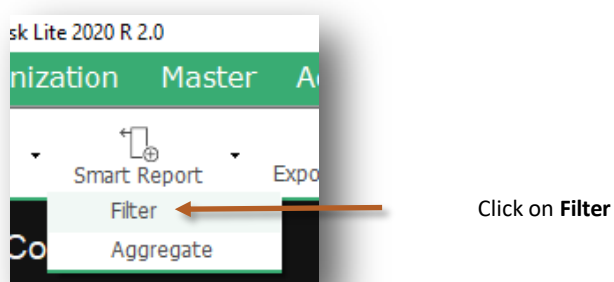 sk Lite 2020 R 2.0
nization Master A
Smart Report Expo
Filter
Click on Filter
Co Aggregate